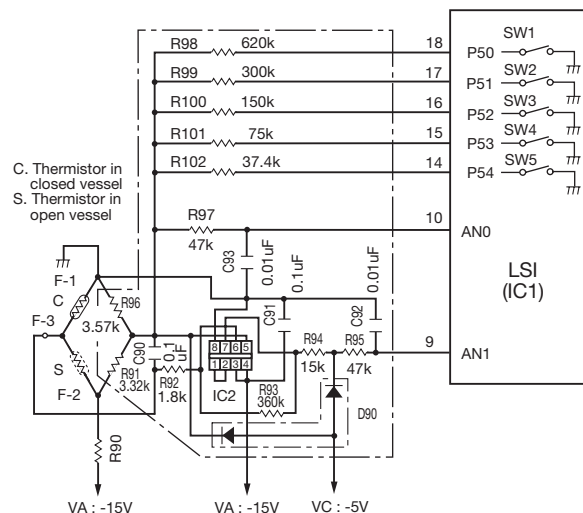 R98 620k 18 P50 SW1
R99 300k 17 P51 SW2
R100 150k 16 P52 SW3
R101 75k 15 P53 SW4
R102 37.4k 14 P54 SW5
C. Thermistor in
closed vessel
S. Thermistor in
open vessel
R97
47k
10 AN0
C93
0.01uF
0.1uF
0.01uF
LSI
(IC1)
F-1
C
R96
F-3
3.57k
C91
C92
C90
0.1
uF
8 7 6 5
1 2 3 4
IC2
R94
15k
R95
47k
9 AN1
S
R91
3.32k
F-2
R92
1.8k
R93
360k
D90
R90
VA : -15V
VA : -15V
VC : -5V